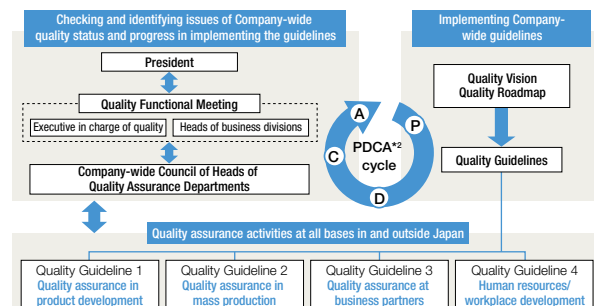 Checking and identifying issues of Company-wide
quality status and progress in implementing the guidelines
Implementing Company-
wide guidelines
President
Quality Functional Meeting
Executive in charge of quality
Heads of business divisions
Company-wide Council of Heads of
Quality Assurance Departments
A
P
C
D
PDCA*2
cycle
Quality Vision
Quality Roadmap
Quality Guidelines
Quality assurance activities at all bases in and outside Japan
Quality Guideline 1
Quality assurance in
product development
Quality Guideline 2
Quality assurance in
mass production
Quality Guideline 3
Quality assurance at
business partners
Quality Guideline 4
Human resources/
workplace development